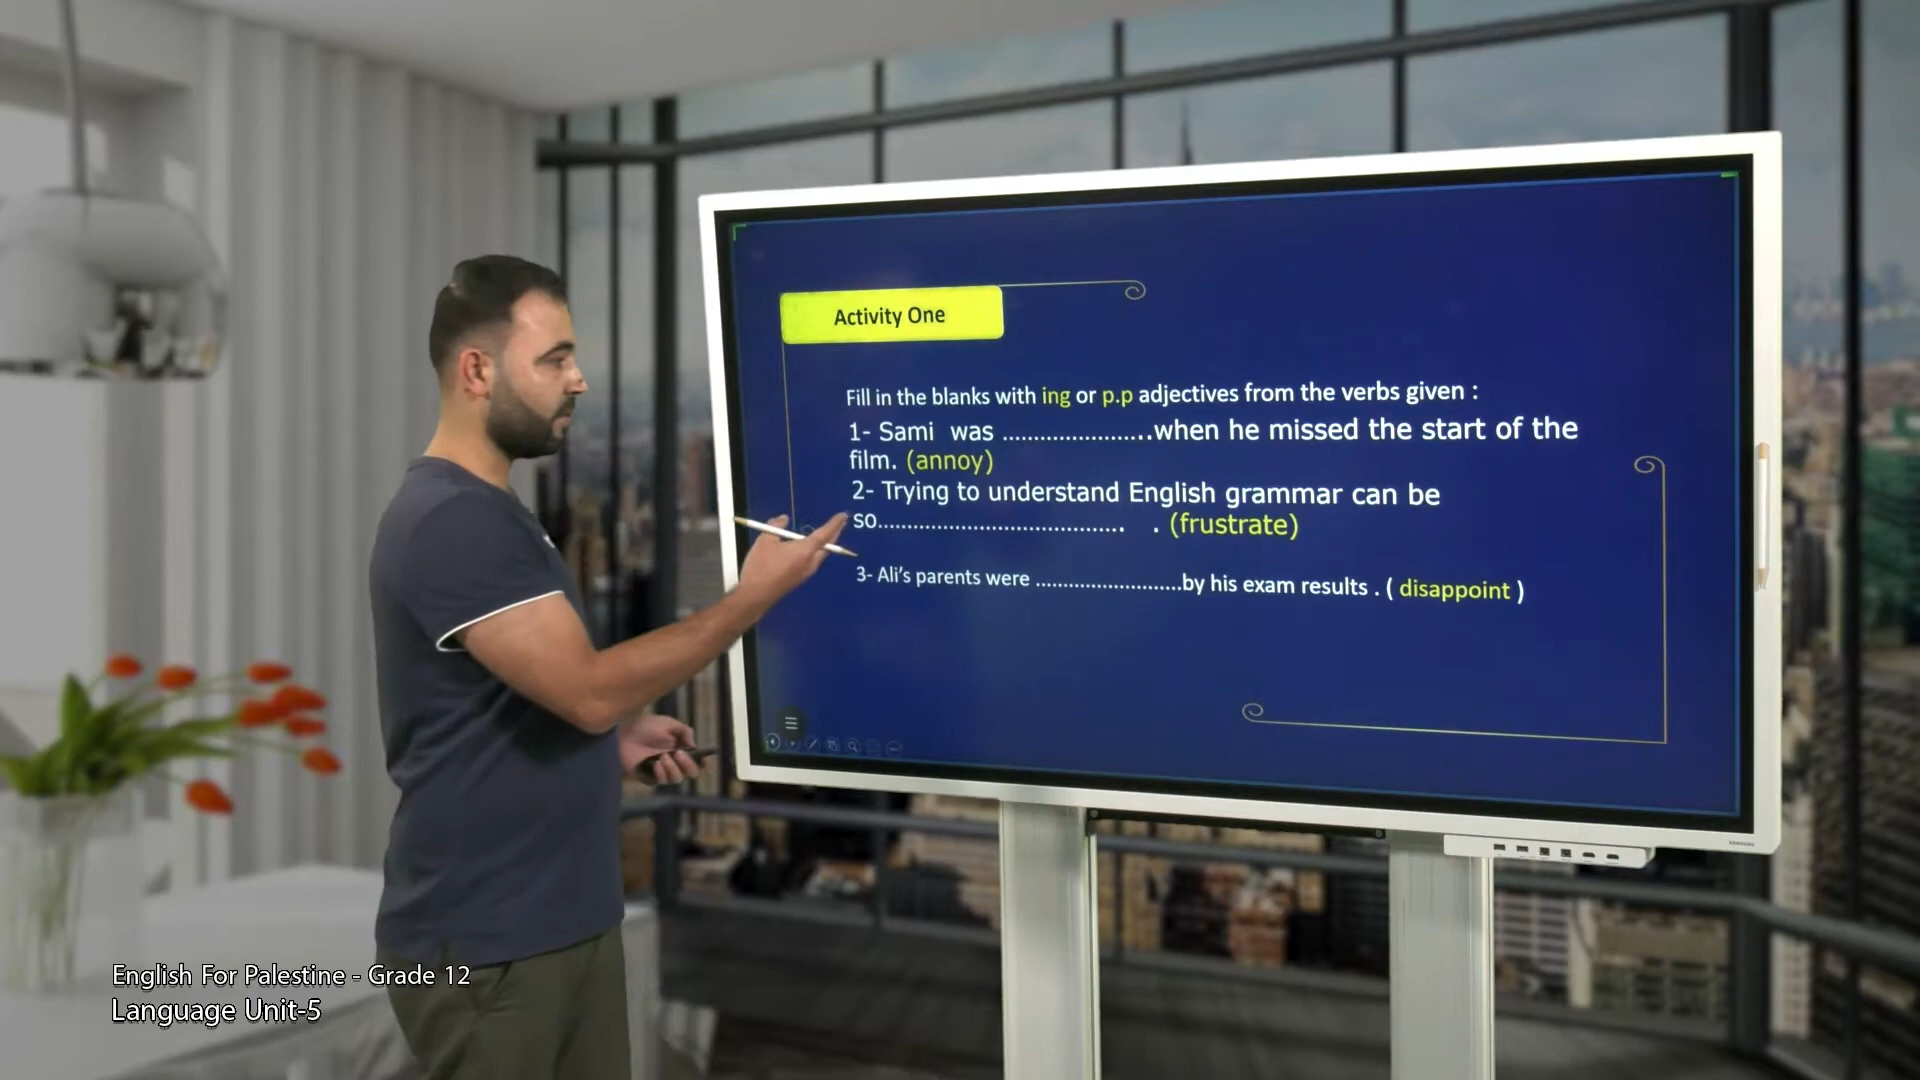 Activity One
Fill in the blanks with ing or p.p adjectives from the verbs given :
1- Sami was ........................when he missed the start of the
film. (annoy)
2- Trying to understand English grammar can be
so....................................... . (frustrate)
3- Ali's parents were ..........................by his exam results . ( disappoint )
SAMSUNG
English For Palestine - Grade 12
Language Unit-5